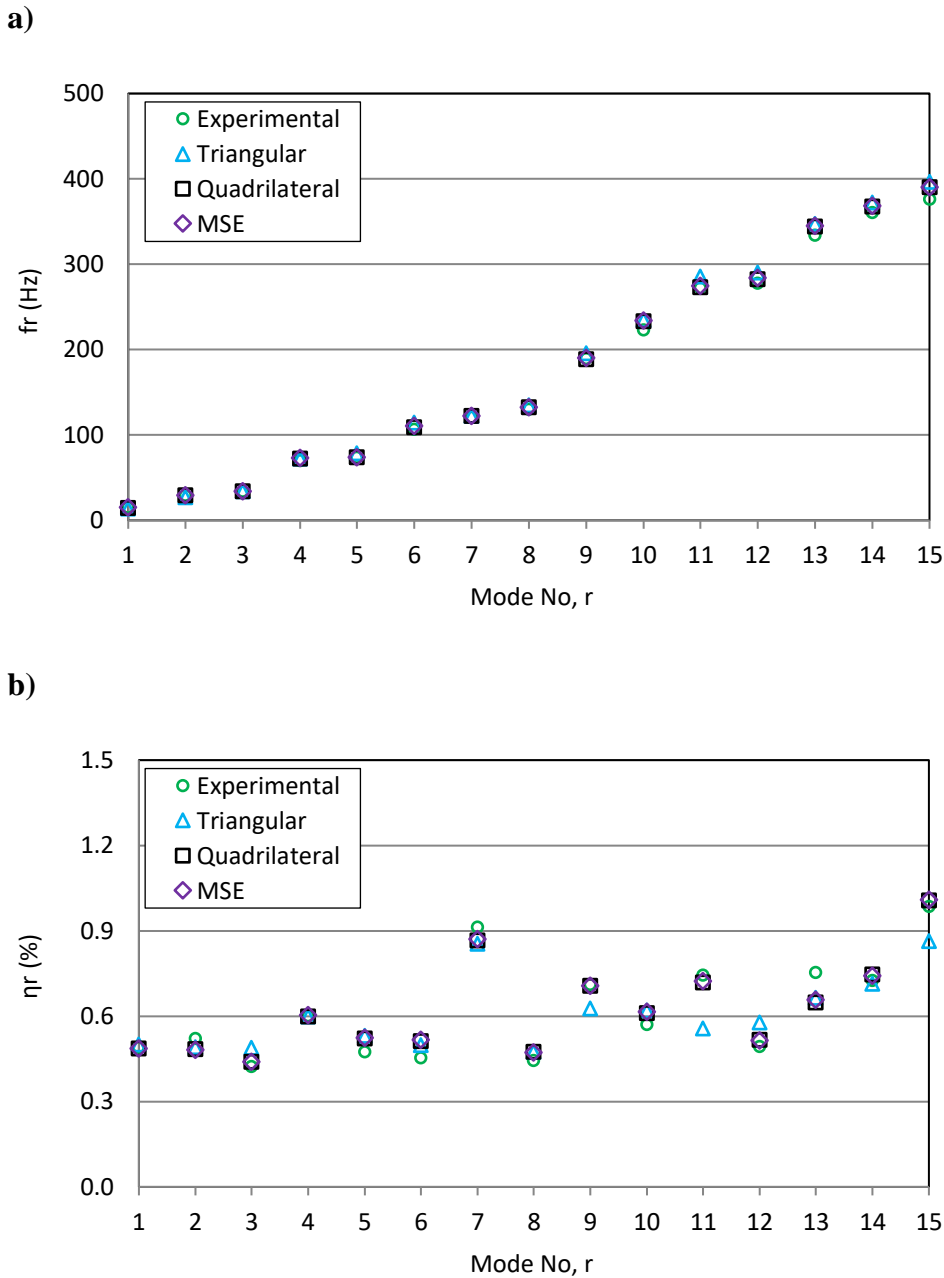 a)
500
400
300
200
100
0
fr (Hz)
Experimental
Triangular
Quadrilateral
MSE
1 2 3 4 5 6 7 8 9 10 11 12 13 14 15
Mode No, r
b)
1.5
1.2
0.9
0.6
0.3
0.0
ηr (%)
Experimental
Triangular
Quadrilateral
MSE
1 2 3 4 5 6 7 8 9 10 11 12 13 14 15
Mode No, r